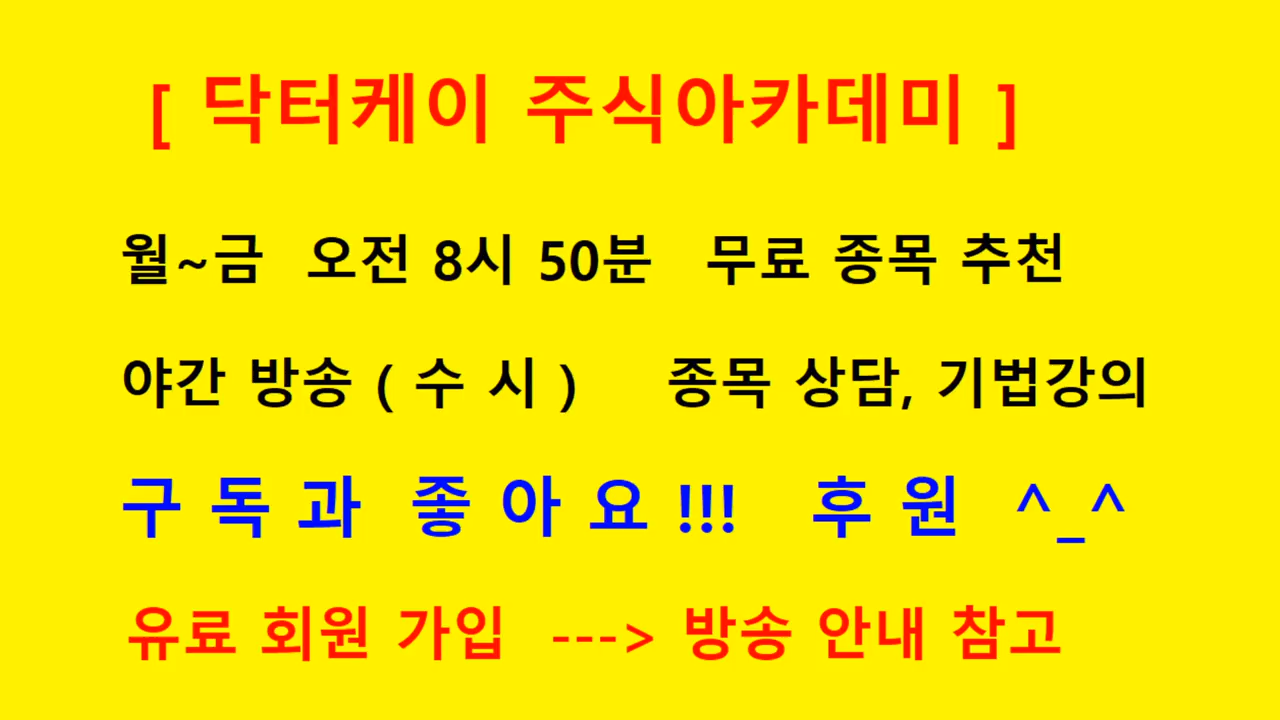 [ 닥터케이 주식아카데미 ]
월~금 오전 8시 50분 무료 종목 추천
야간 방송 ( 수 시 ) 종목 상담, 기법강의
구 독 과 좋 아 요 !!! 후 원 ^_^
유료 회원 가입 ---> 방송 안내 참고